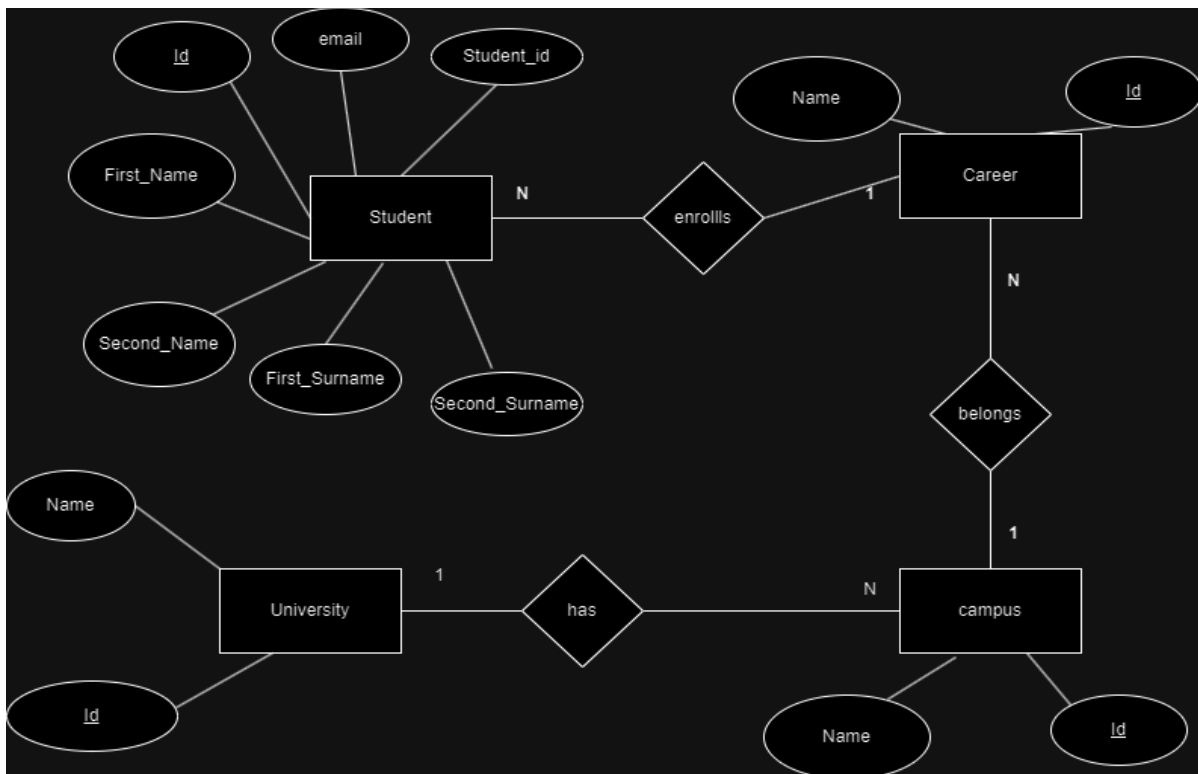 Id
email
Student_id
Name
Id
First_Name
Student
N
enrollls
1
Career
Second_Name
First_Surname
Second_Surname
N
belongs
1
Name
University
1
has
N
campus
Id
Name
Id